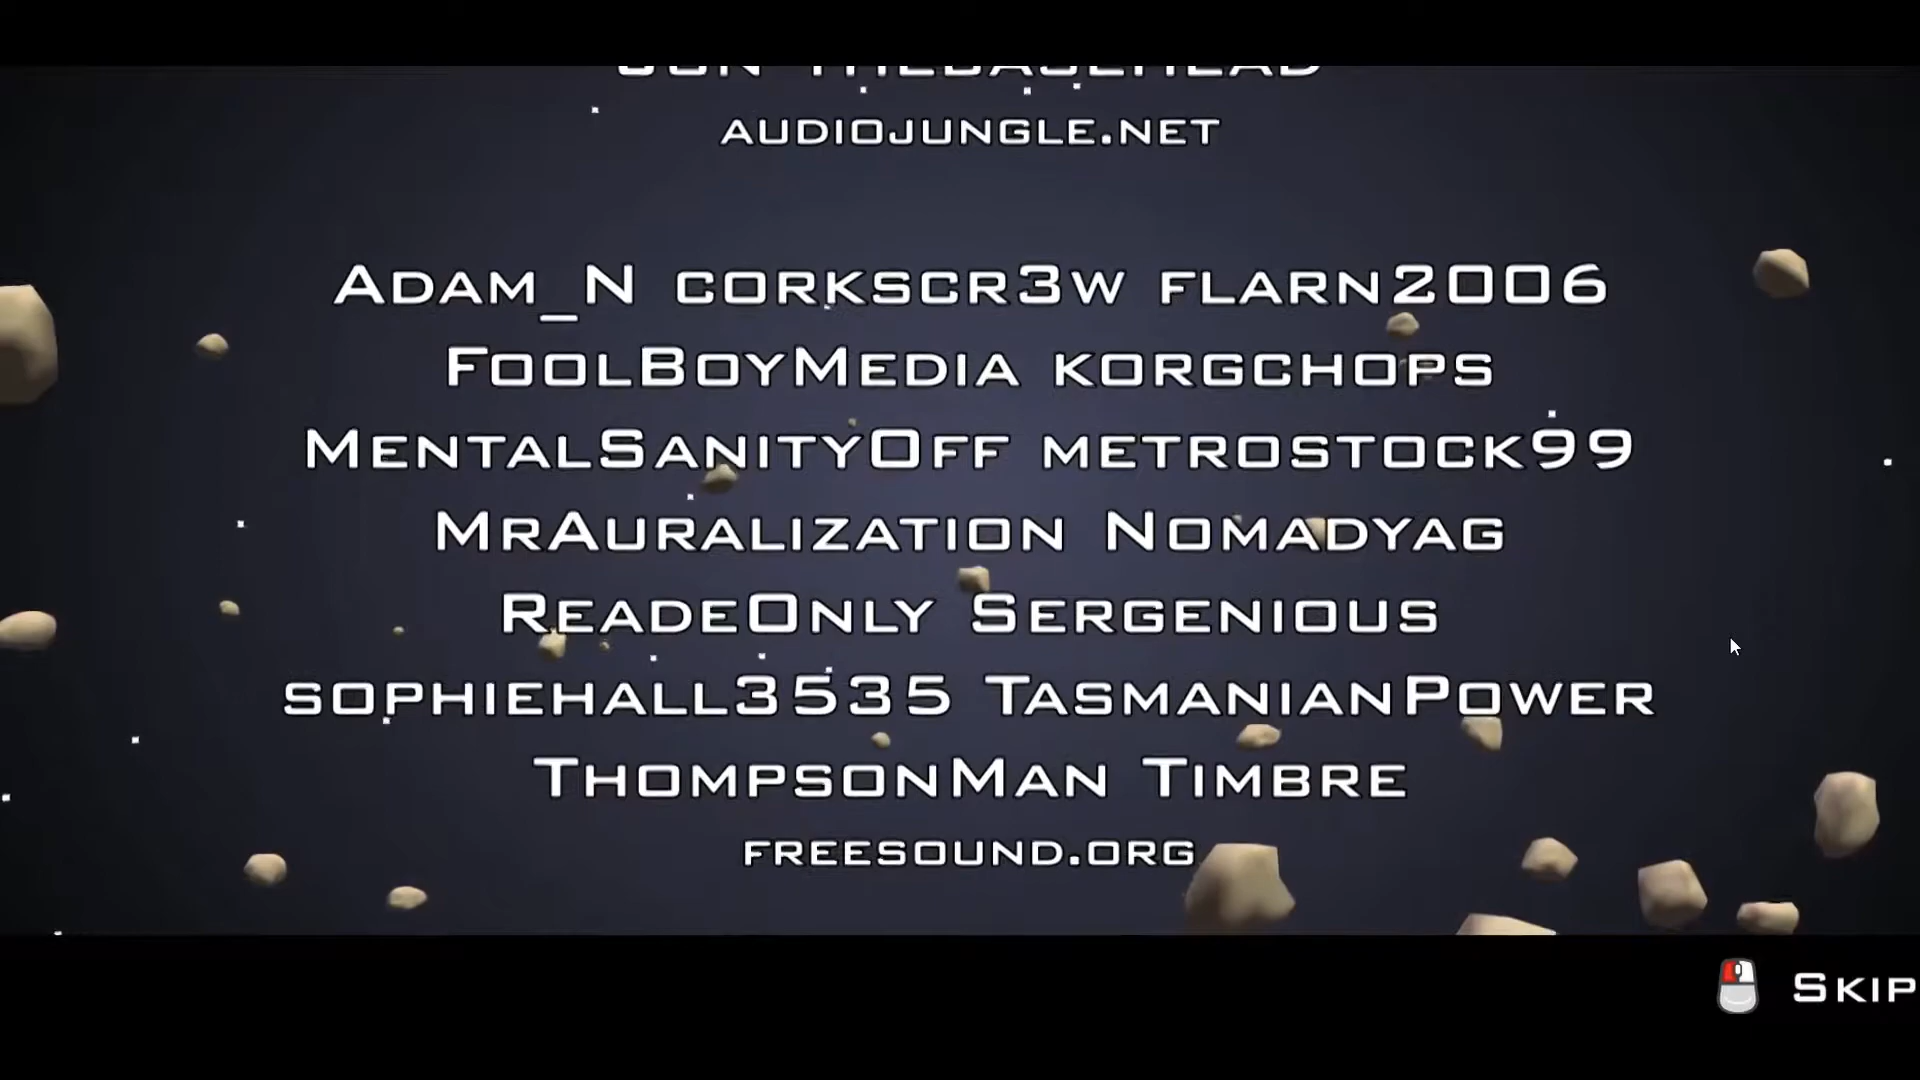 AUDIOJUNGLE.NET
Adam_N corkscr3w flarn2006
FoolBoyMedia korgchops
MentalSanityOff metrostock99
MrAuralization Nomadyag
ReadeOnly Sergenious
sophiehall3535 TasmanianPower
ThompsonMan Timbre
freesound.org
Skip